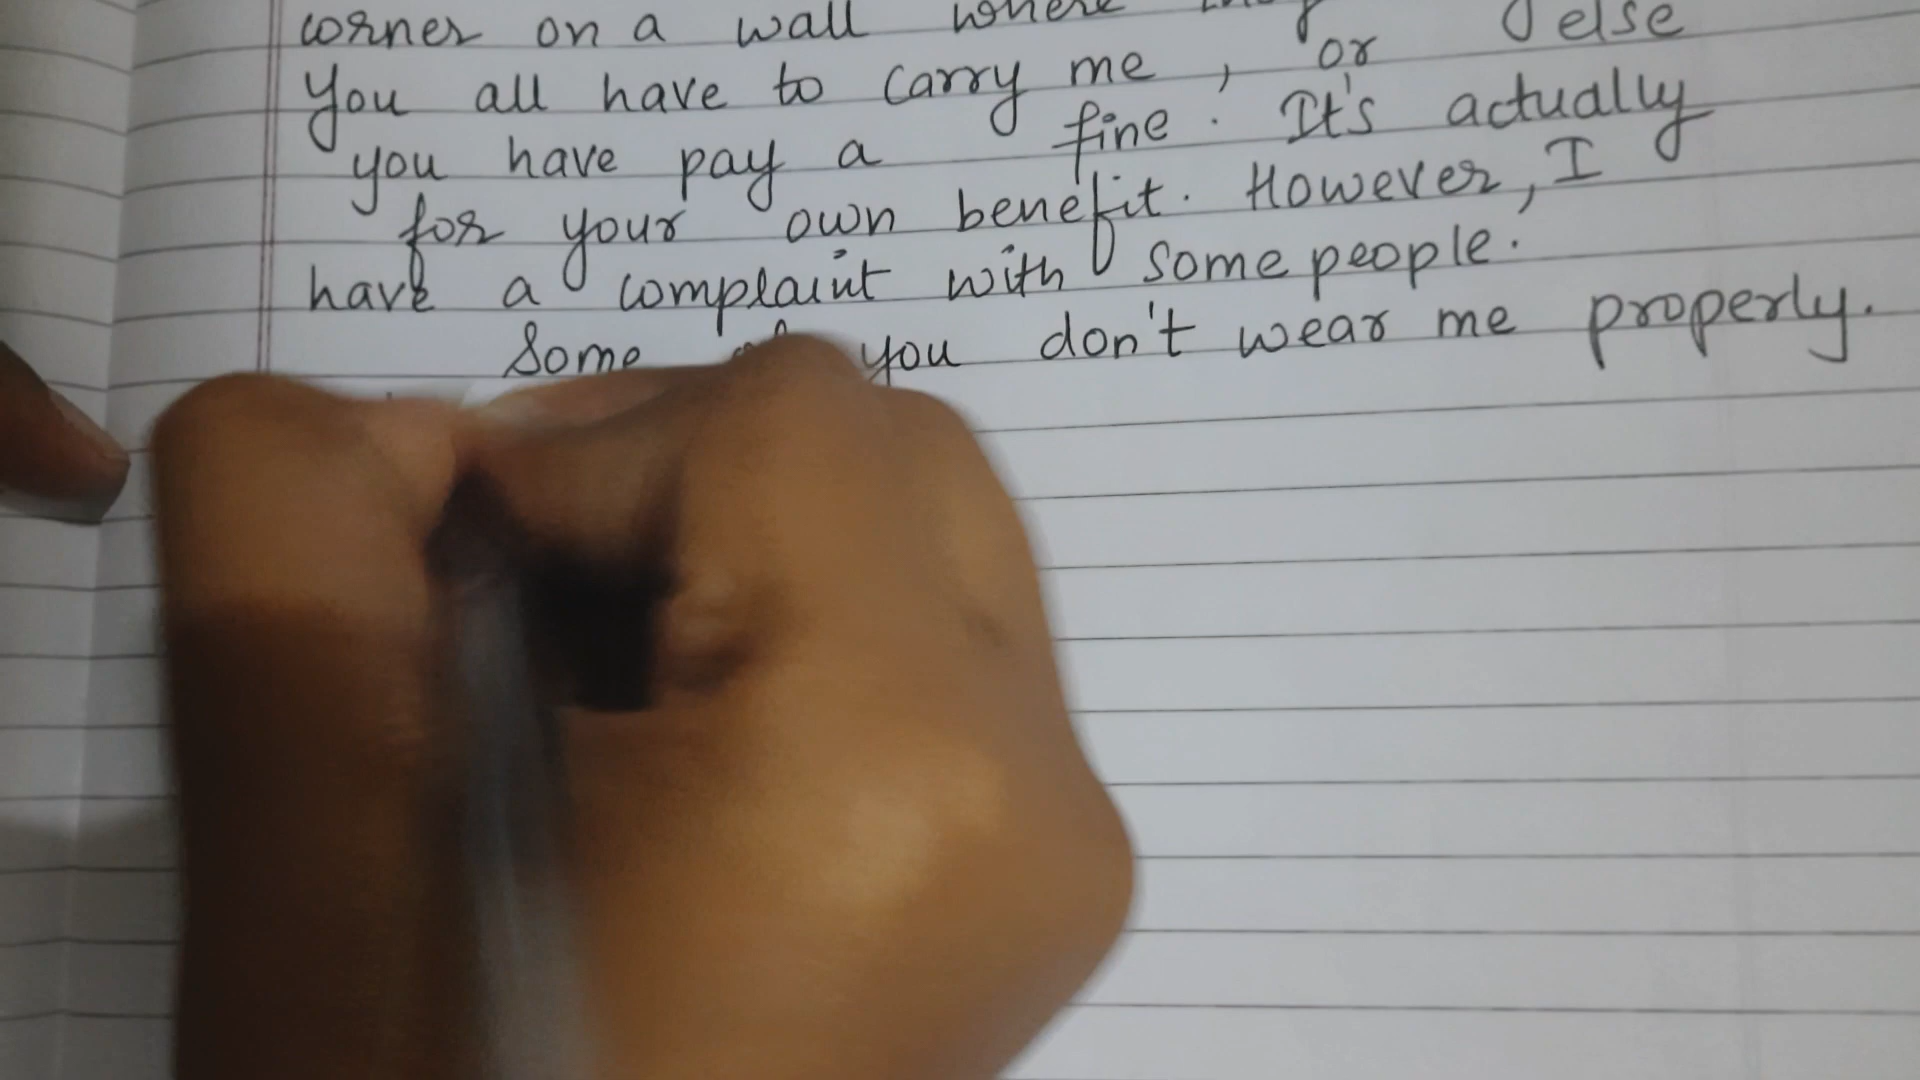 corner on a wall where
You all have to carry me , or else
you have pay a fine . It's actually
for your own benefit. However, I
have a complaint with some people.
Some you don't wear me properly.